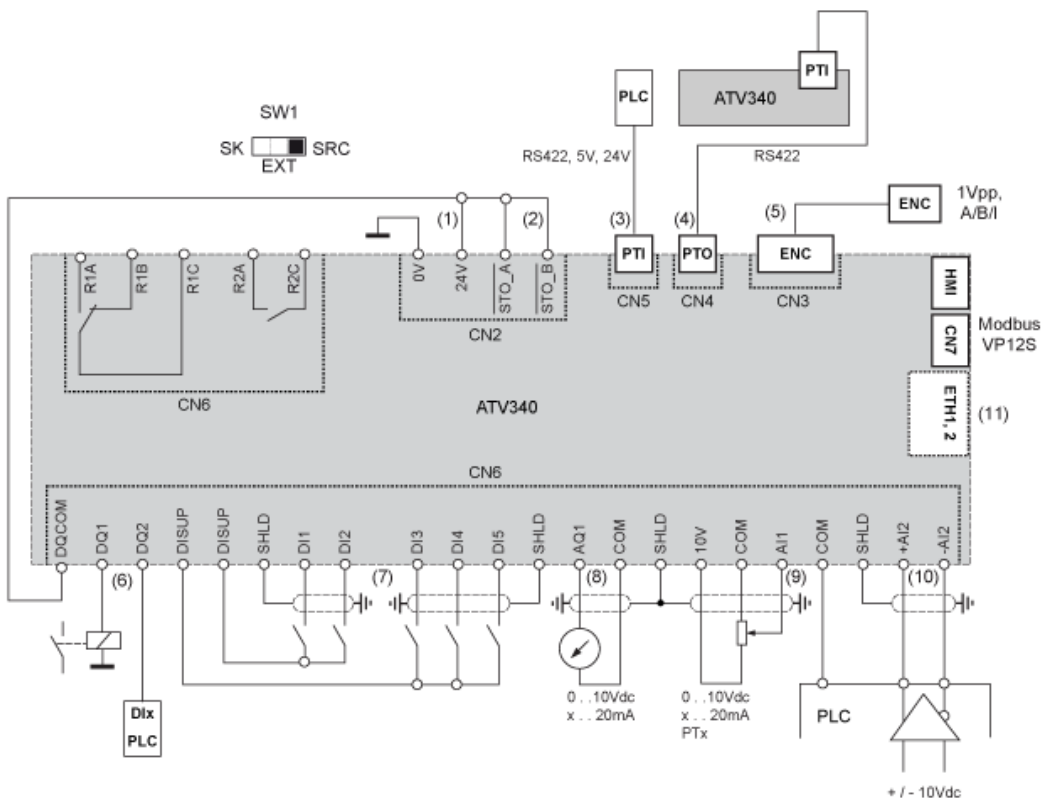 SW1
SK SRC
EXT
PLC
PTI
ATV340
RS422, 5V, 24V
RS422
ENC
1Vpp,
A/B/I
(1)
(2)
(3)
(4)
(5)
R1A
R1B
R1C
R2A
R2C
CN6
0V
24V
STO_A
STO_B
CN2
PTI
CN5
PTO
CN4
ENC
CN3
HMI
CN7
Modbus
VP12S
ETH1, 2
(11)
ATV340
CN6
DQCOM
DQ1
DQ2
DISUP
DISUP
SHLD
DI1
DI2
DI3
DI4
DI5
SHLD
AQ1
COM
SHLD
10V
COM
AI1
COM
SHLD
+AI2
-AI2
(6)
(7)
(8)
(9)
(10)
DIx
PLC
0 . . 10Vdc
x . . 20mA
0 . . 10Vdc
x . . 20mA
PTx
PLC
+ / - 10Vdc